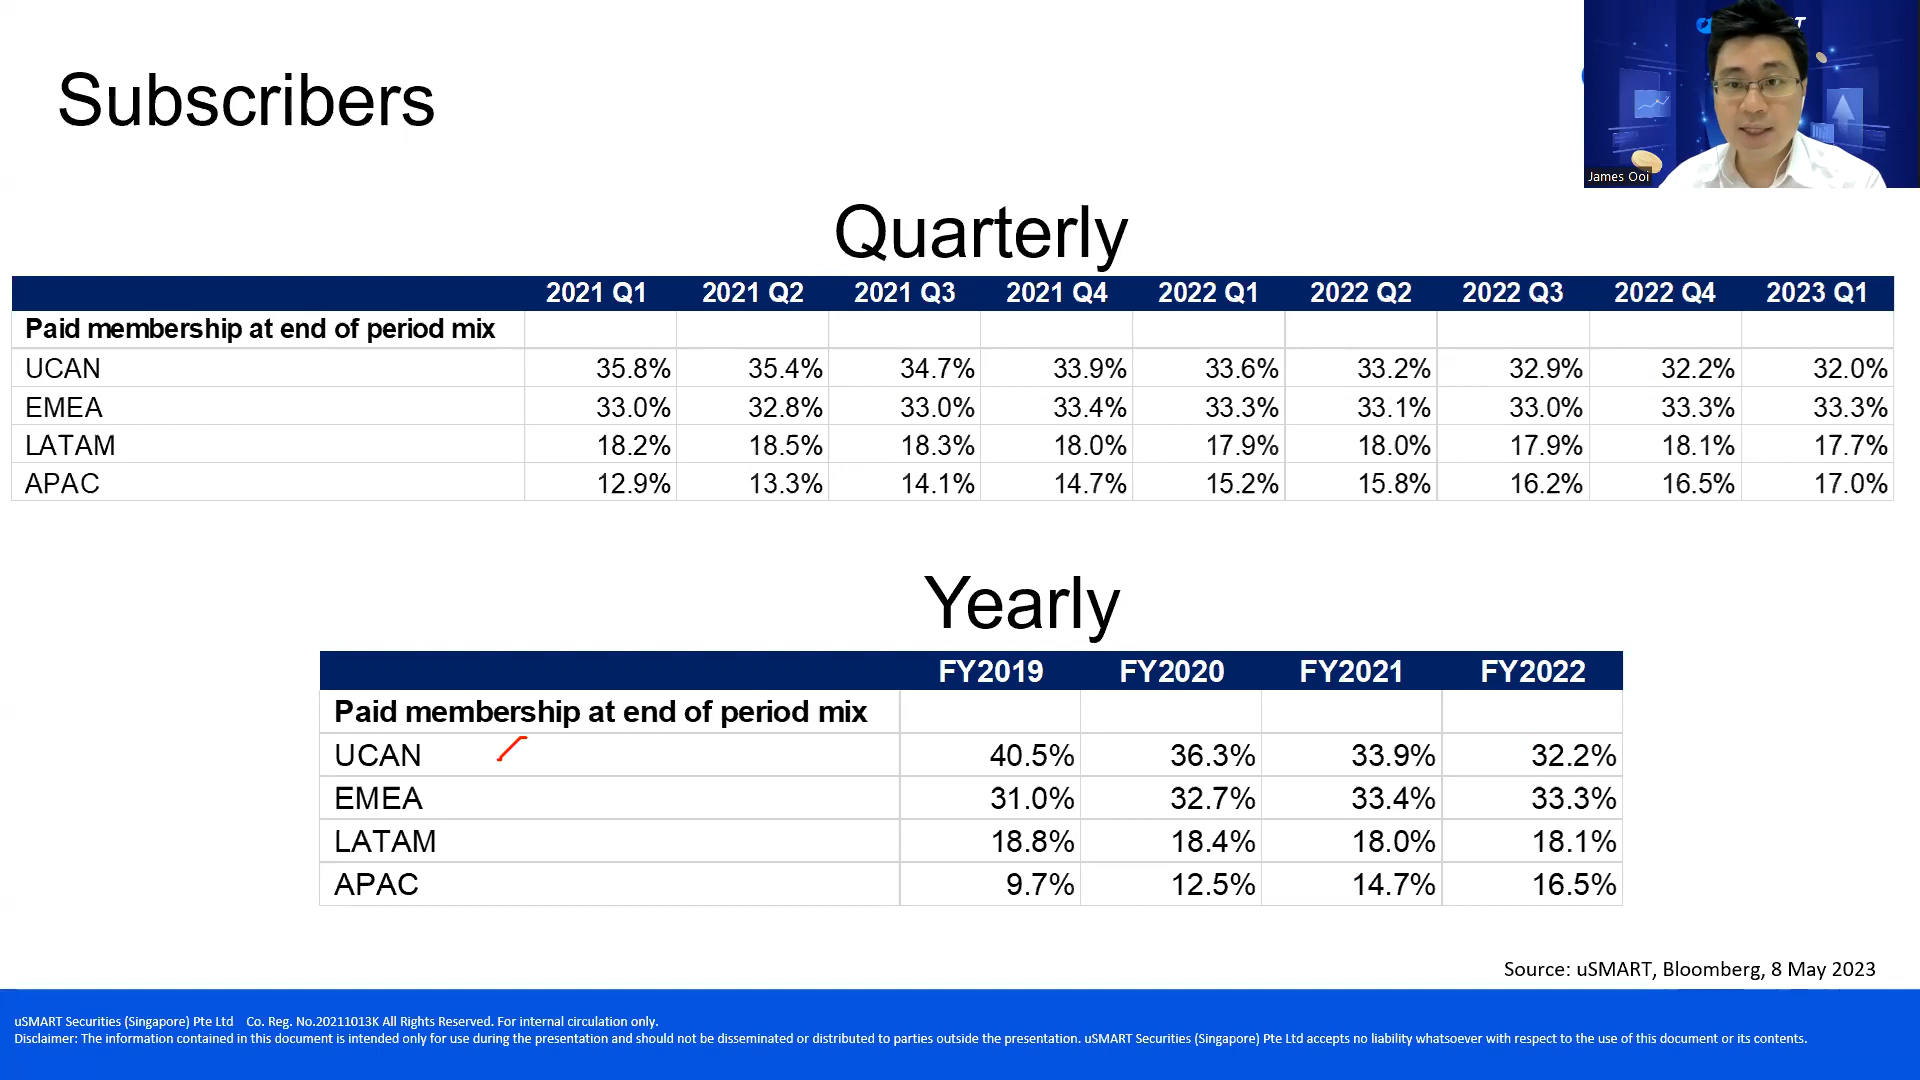 Subscribers
James Ooi
Quarterly
2021 Q1 2021 Q2 2021 Q3 2021 Q4 2022 Q1 2022 Q2 2022 Q3 2022 Q4 2023 Q1
Paid membership at end of period mix
UCAN 35.8% 35.4% 34.7% 33.9% 33.6% 33.2% 32.9% 32.2% 32.0%
EMEA 33.0% 32.8% 33.0% 33.4% 33.3% 33.1% 33.0% 33.3% 33.3%
LATAM 18.2% 18.5% 18.3% 18.0% 17.9% 18.0% 17.9% 18.1% 17.7%
APAC 12.9% 13.3% 14.1% 14.7% 15.2% 15.8% 16.2% 16.5% 17.0%
Yearly
FY2019 FY2020 FY2021 FY2022
Paid membership at end of period mix
UCAN 40.5% 36.3% 33.9% 32.2%
EMEA 31.0% 32.7% 33.4% 33.3%
LATAM 18.8% 18.4% 18.0% 18.1%
APAC 9.7% 12.5% 14.7% 16.5%
Source: uSMART, Bloomberg, 8 May 2023
uSMART Securities (Singapore) Pte Ltd Co. Reg. No.20211013K All Rights Reserved. For internal circulation only.
Disclaimer: The information contained in this document is intended only for use during the presentation and should not be disseminated or distributed to parties outside the presentation. uSMART Securities (Singapore) Pte Ltd accepts no liability whatsoever with respect to the use of this document or its contents.